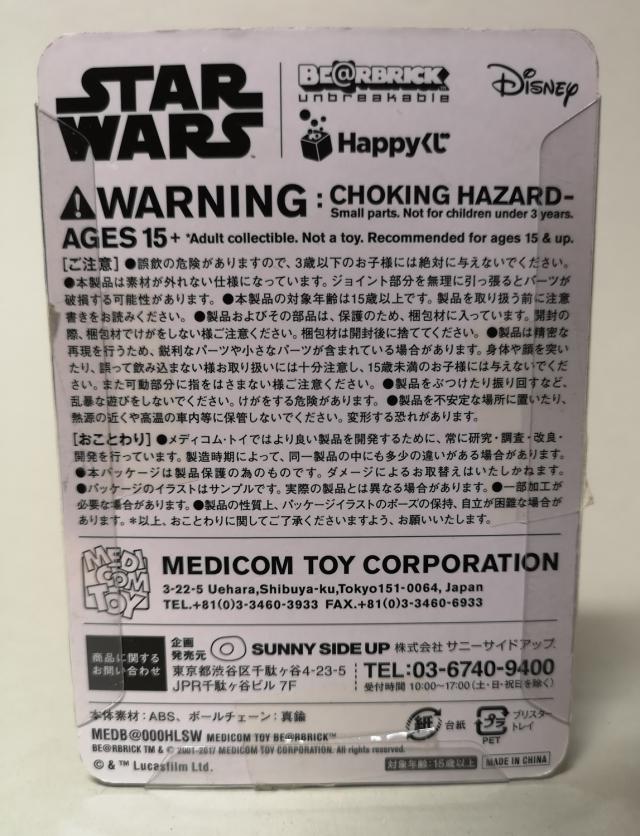 STAR WARS
BE@RBRICK
unbreakable
Disney
Happyくじ
WARNING : CHOKING HAZARD-
Small parts. Not for children under 3 years.
AGES 15+ *Adult collectible. Not a toy. Recommended for ages 15 & up.
[ご注意] ●誤飲の危険がありますので、3歳以下のお子様には絶対に与えないでください。
●本製品は素材が外れない仕様になっています。ジョイント部分を無理に引っ張るとパーツが
破損する可能性があります。 ●本製品の対象年齢は15歳以上です。製品を取り扱う前に注意
書きをお読みください。 ●製品およびその部品は、保護のため、梱包材に入っています。開封の
際、梱包材でけがをしない様ご注意ください。梱包材は開封後に捨ててください。 ●製品は精密な
再現を行うため、鋭利なパーツや小さなパーツが含まれている場合があります。身体や顔を突い
たり、誤って飲み込まない様お取り扱いには十分注意し、15歳未満のお子様には与えないでくだ
さい。また可動部分に指をはさまない様ご注意ください。 ●製品をぶつけたり振り回すなど、
乱暴な遊びをしないでください。けがをする危険があります。 ●製品を不安定な場所に置いたり、
熱源の近くや高温の車内等に保管しないでください。変形する恐れがあります。
[おことわり] ●メディコム・トイではより良い製品を開発するために、常に研究・調査・改良・
開発を行っています。製造時期によって、同一製品の中にも多少の違いがある場合があります。
●本パッケージは製品保護の為のものです。ダメージによるお取替えはいたしかねます。
●パッケージのイラストはサンプルです。実際の製品とは異なる場合があります。 ●一部加工が
必要な場合があります。 ●製品の性質上、パッケージイラストのポーズの保持、自立が困難な場合が
あります。 *以上、おことわりに関してご了承くださいますよう、お願いいたします。
MEDICOM TOY
MEDICOM TOY CORPORATION
3-22-5 Uehara,Shibuya-ku,Tokyo151-0064, Japan
TEL.+81(0)3-3460-3933 FAX.+81(0)3-3460-6933
商品に関する
お問い合わせ
企画
発売元
SUNNY SIDE UP 株式会社 サニーサイドアップ
東京都渋谷区千駄ヶ谷4-23-5
JPR千駄ヶ谷ビル 7F
TEL:03-6740-9400
受付時間 10:00〜17:00(土・日・祝日を除く)
本体素材：ABS、ボールチェーン：真鍮
MEDB@000HLSW MEDICOM TOY BE@RBRICK™
BE@RBRICK TM & © 2001-2017 MEDICOM TOY CORPORATION. All rights reserved.
© & ™ Lucasfilm Ltd.
紙 台紙
プラ
PET
ブリスター
トレイ
対象年齢：15歳以上
MADE IN CHINA